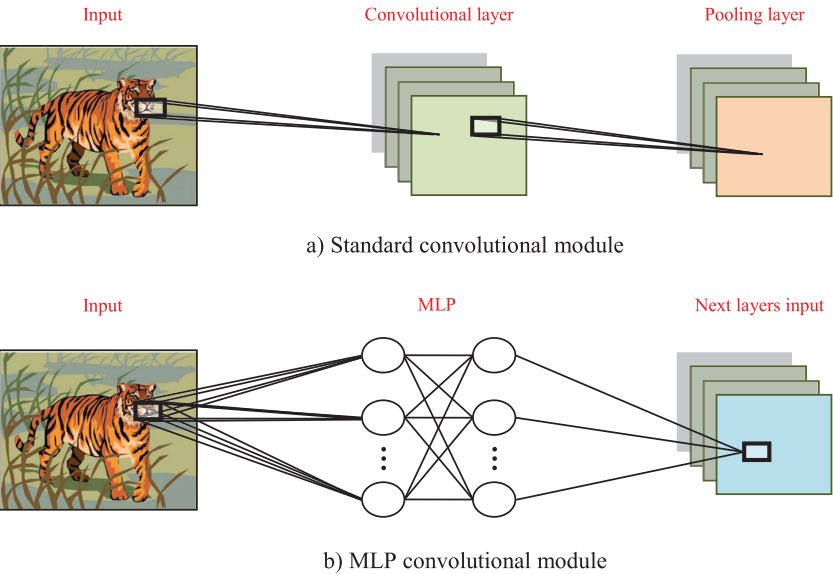 Input
Convolutional layer
Pooling layer
a) Standard convolutional module
Input
MLP
Next layers input
b) MLP convolutional module